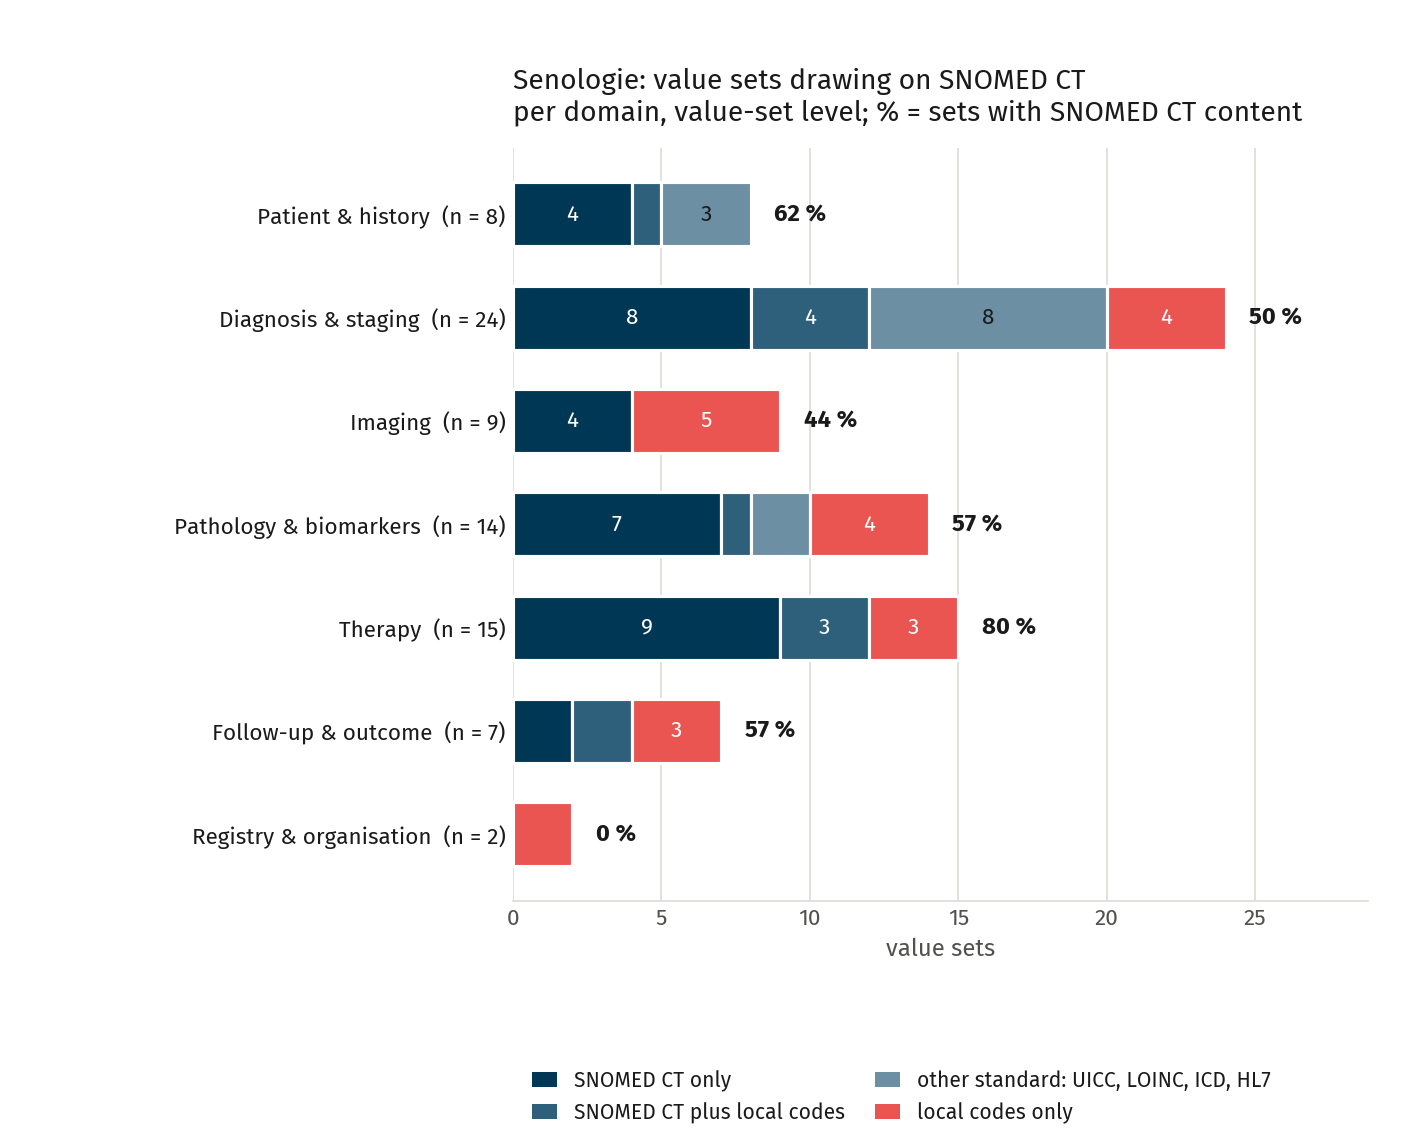 Senologie: value sets drawing on SNOMED CT
per domain, value-set level; % = sets with SNOMED CT content
Patient & history (n = 8) 4 3 62 %
Diagnosis & staging (n = 24) 8 4 8 4 50 %
Imaging (n = 9) 4 5 44 %
Pathology & biomarkers (n = 14) 7 4 57 %
Therapy (n = 15) 9 3 3 80 %
Follow-up & outcome (n = 7) 3 57 %
Registry & organisation (n = 2) 0 %
0 5 10 15 20 25
value sets
SNOMED CT only
SNOMED CT plus local codes
other standard: UICC, LOINC, ICD, HL7
local codes only